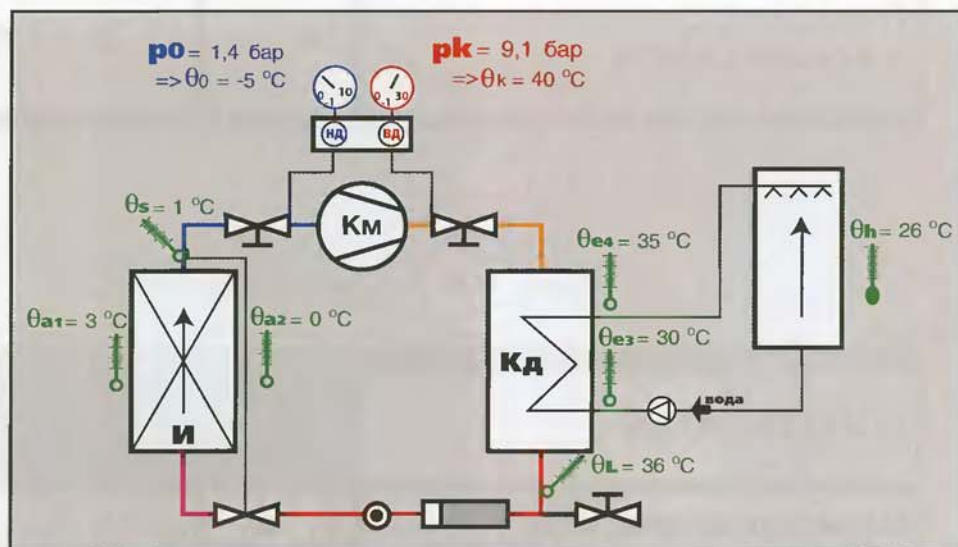 p0 = 1,4 бар
=>θ0 = -5 °C
pk = 9,1 бар
=>θk = 40 °C
0 -1 10
0 -1 30
НД
ВД
θs = 1 °C
Км
θe4 = 35 °C
θh = 26 °C
θa1 = 3 °C
θa2 = 0 °C
θe3 = 30 °C
Кд
вода
И
θL = 36 °C